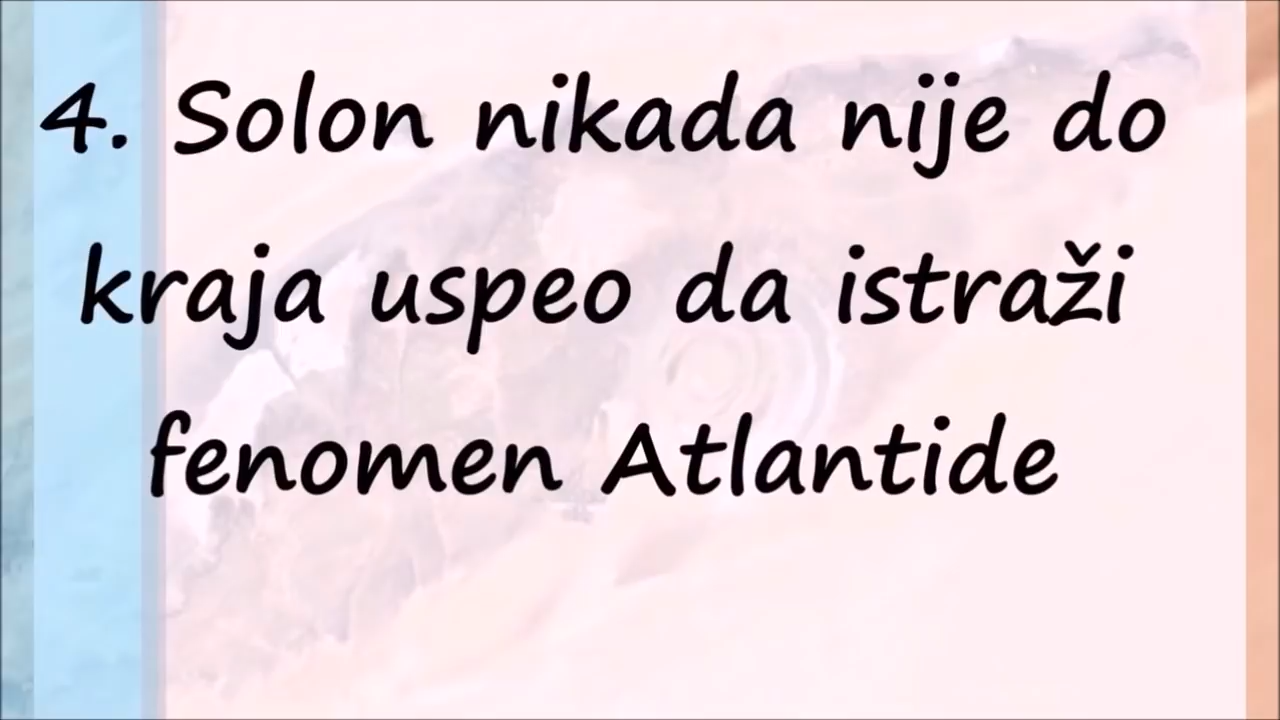 4. Solon nikada nije do
kraja uspeo da istraži
fenomen Atlantide